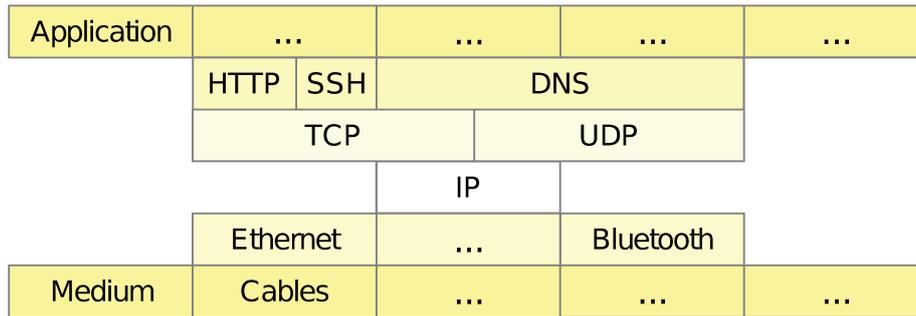 Application ... ... ... ...
HTTP SSH DNS
TCP UDP
IP
Ethernet ... Bluetooth
Medium Cables ... ... ...